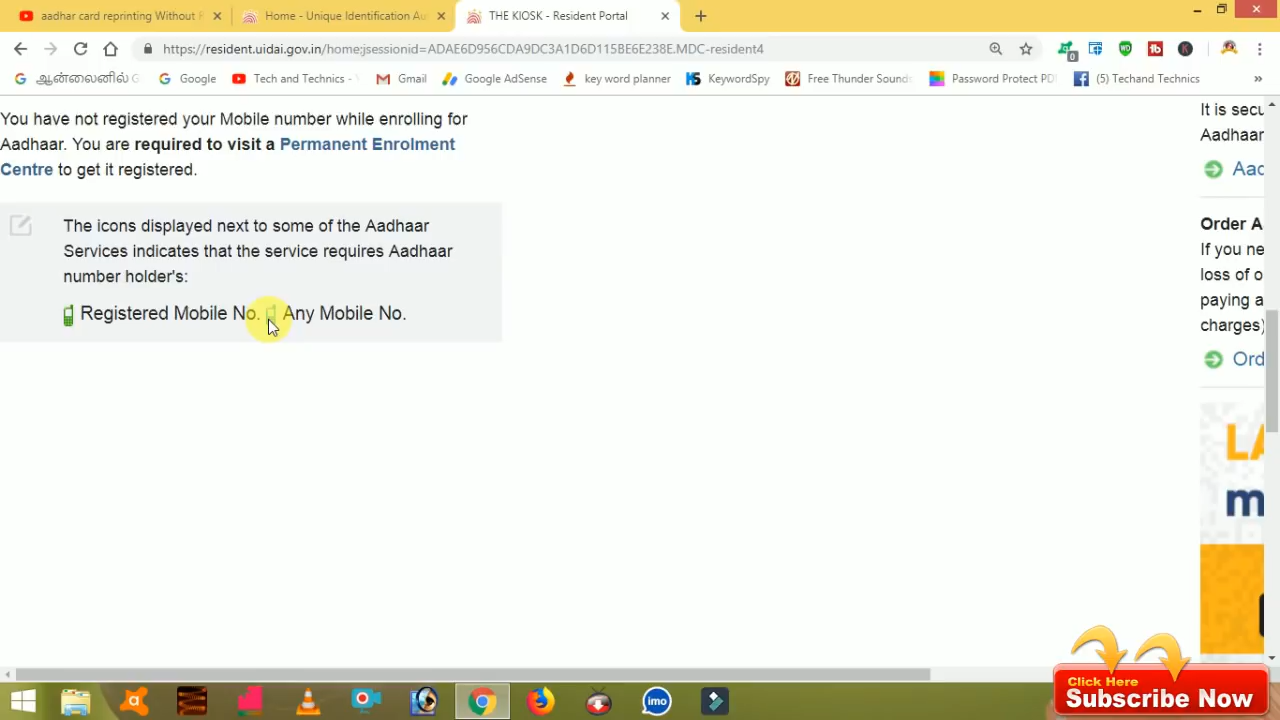 aadhar card reprinting Without R
Home - Unique Identification Au
THE KIOSK - Resident Portal
https://resident.uidai.gov.in/home;jsessionid=ADAE6D956CDA9DC3A1D6D115BE6E238E.MDC-resident4
0
ஆன்லைனில் G
Google
Tech and Technics -
Gmail
Google AdSense
key word planner
KeywordSpy
Free Thunder Sounds
Password Protect PD
(5) Techand Technics
»
You have not registered your Mobile number while enrolling for
Aadhaar. You are required to visit a Permanent Enrolment
Centre to get it registered.
The icons displayed next to some of the Aadhaar
Services indicates that the service requires Aadhaar
number holder's:
Registered Mobile No. Any Mobile No.
It is secu
Aadhaar
Aad
Order A
If you ne
loss of o
paying a
charges)
Ord
LA
m
Click Here
Subscribe Now
imo